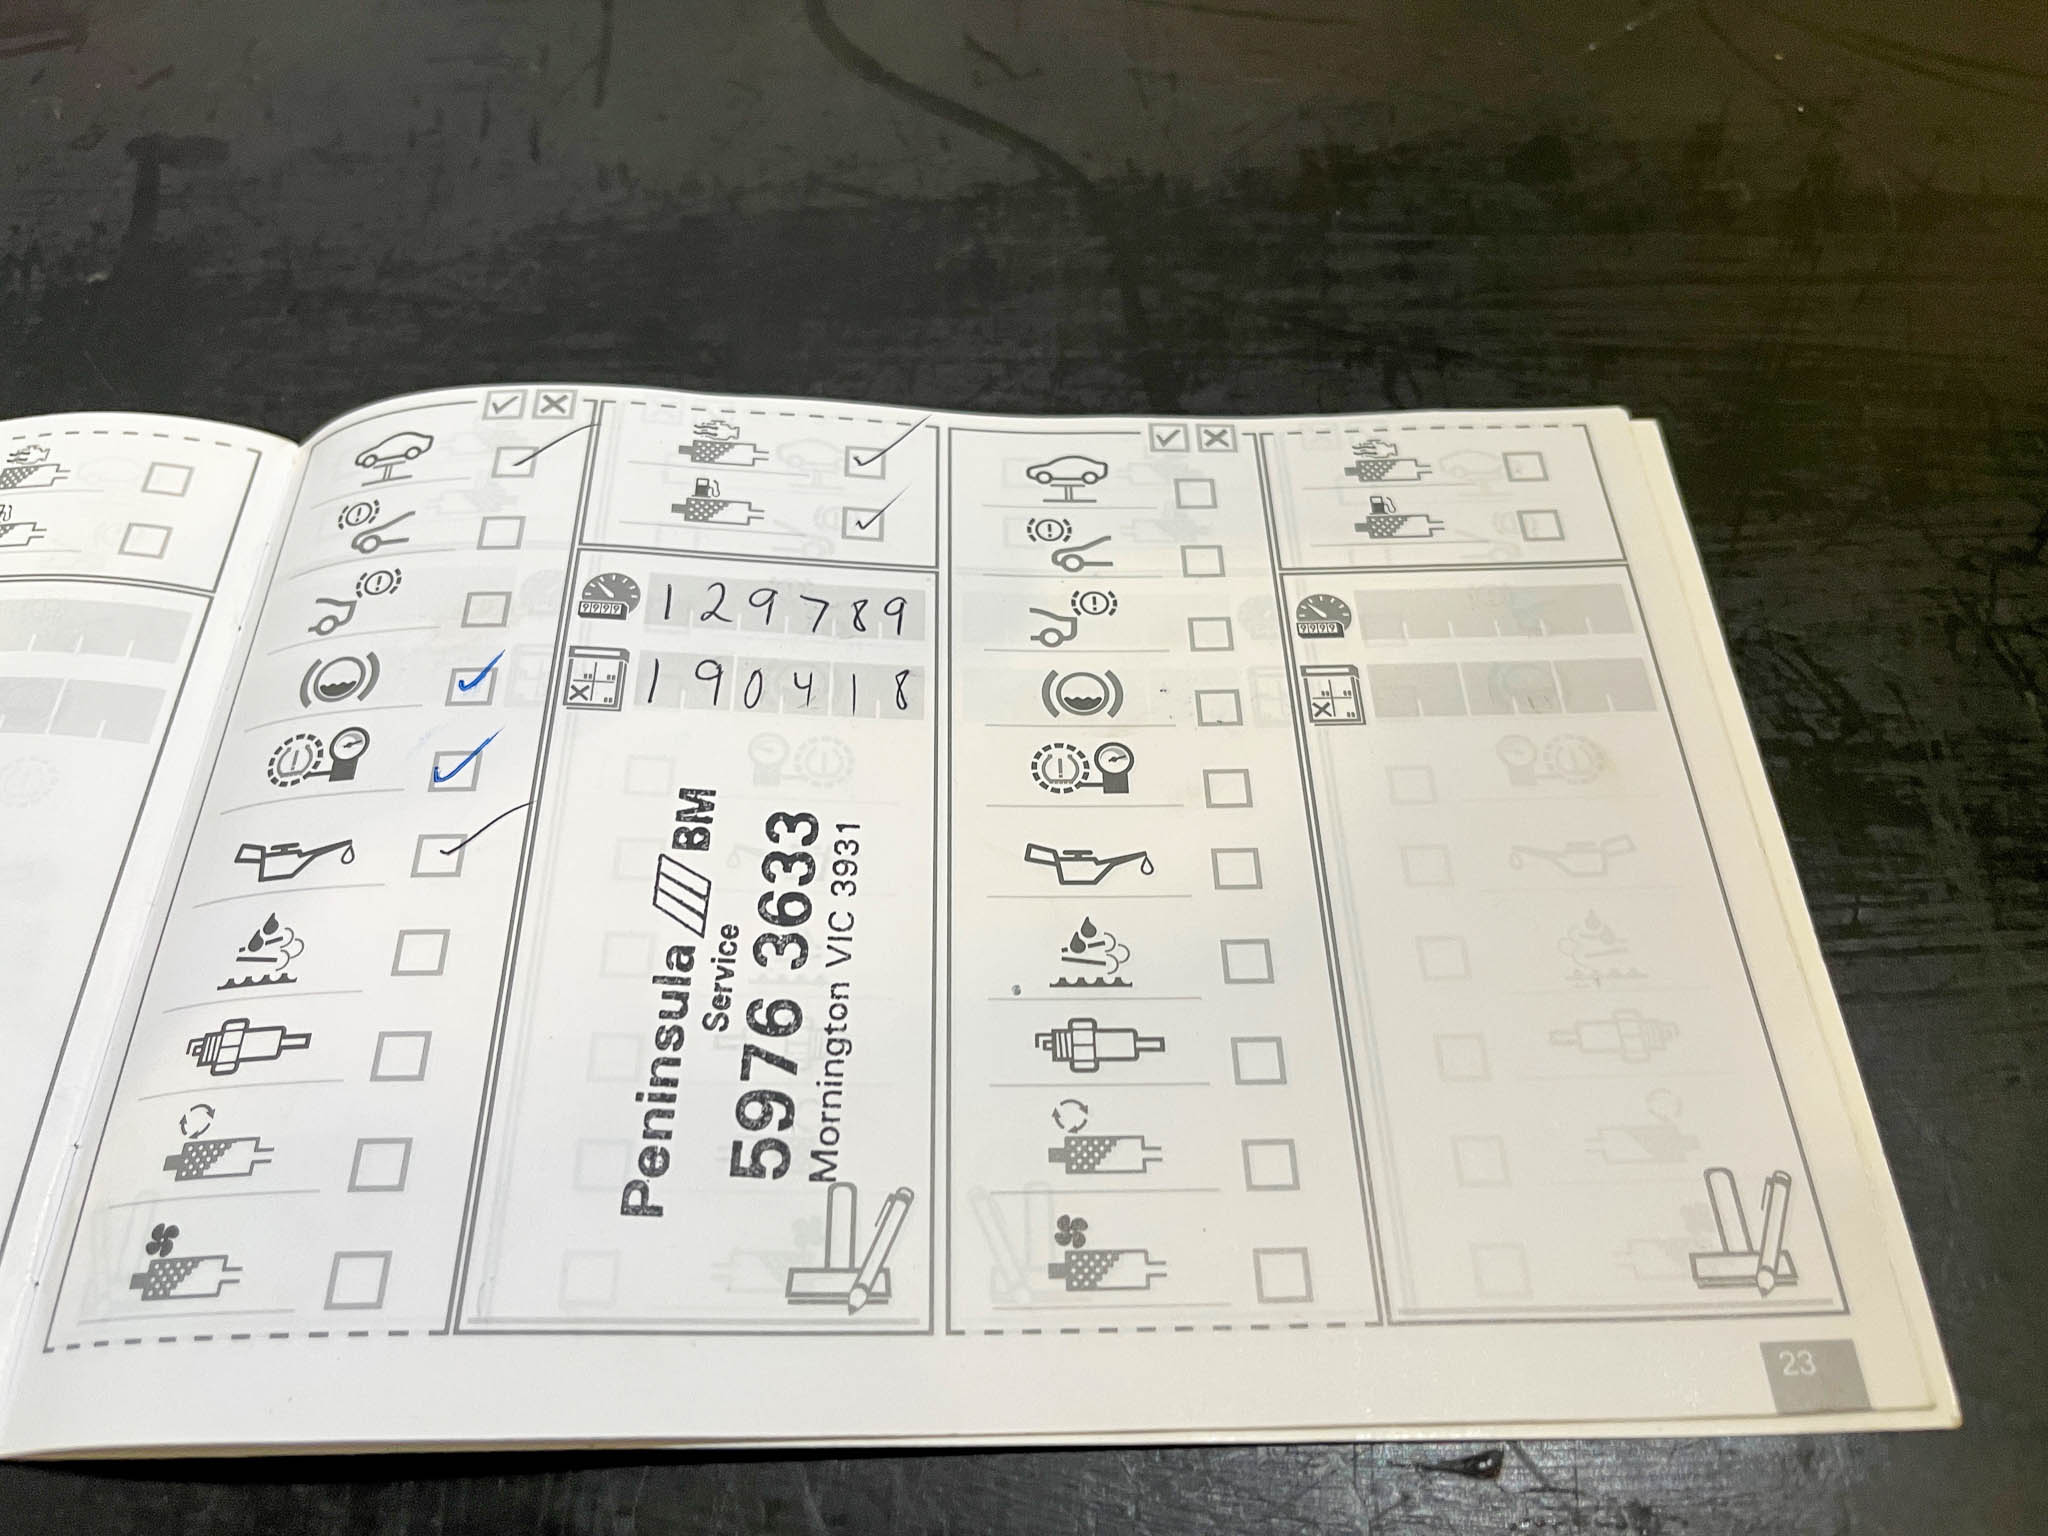 129789
190418
Peninsula BM
Service
5976 3633
Mornington VIC 3931
23